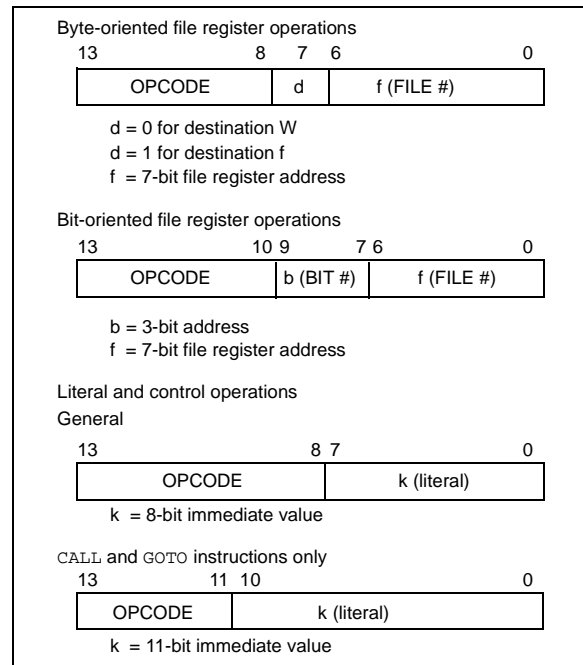 Byte-oriented file register operations
13 8 7 6 0
OPCODE d f (FILE #)
d = 0 for destination W
d = 1 for destination f
f = 7-bit file register address
Bit-oriented file register operations
13 10 9 7 6 0
OPCODE b (BIT #) f (FILE #)
b = 3-bit address
f = 7-bit file register address
Literal and control operations
General
13 8 7 0
OPCODE k (literal)
k = 8-bit immediate value
CALL and GOTO instructions only
13 11 10 0
OPCODE k (literal)
k = 11-bit immediate value